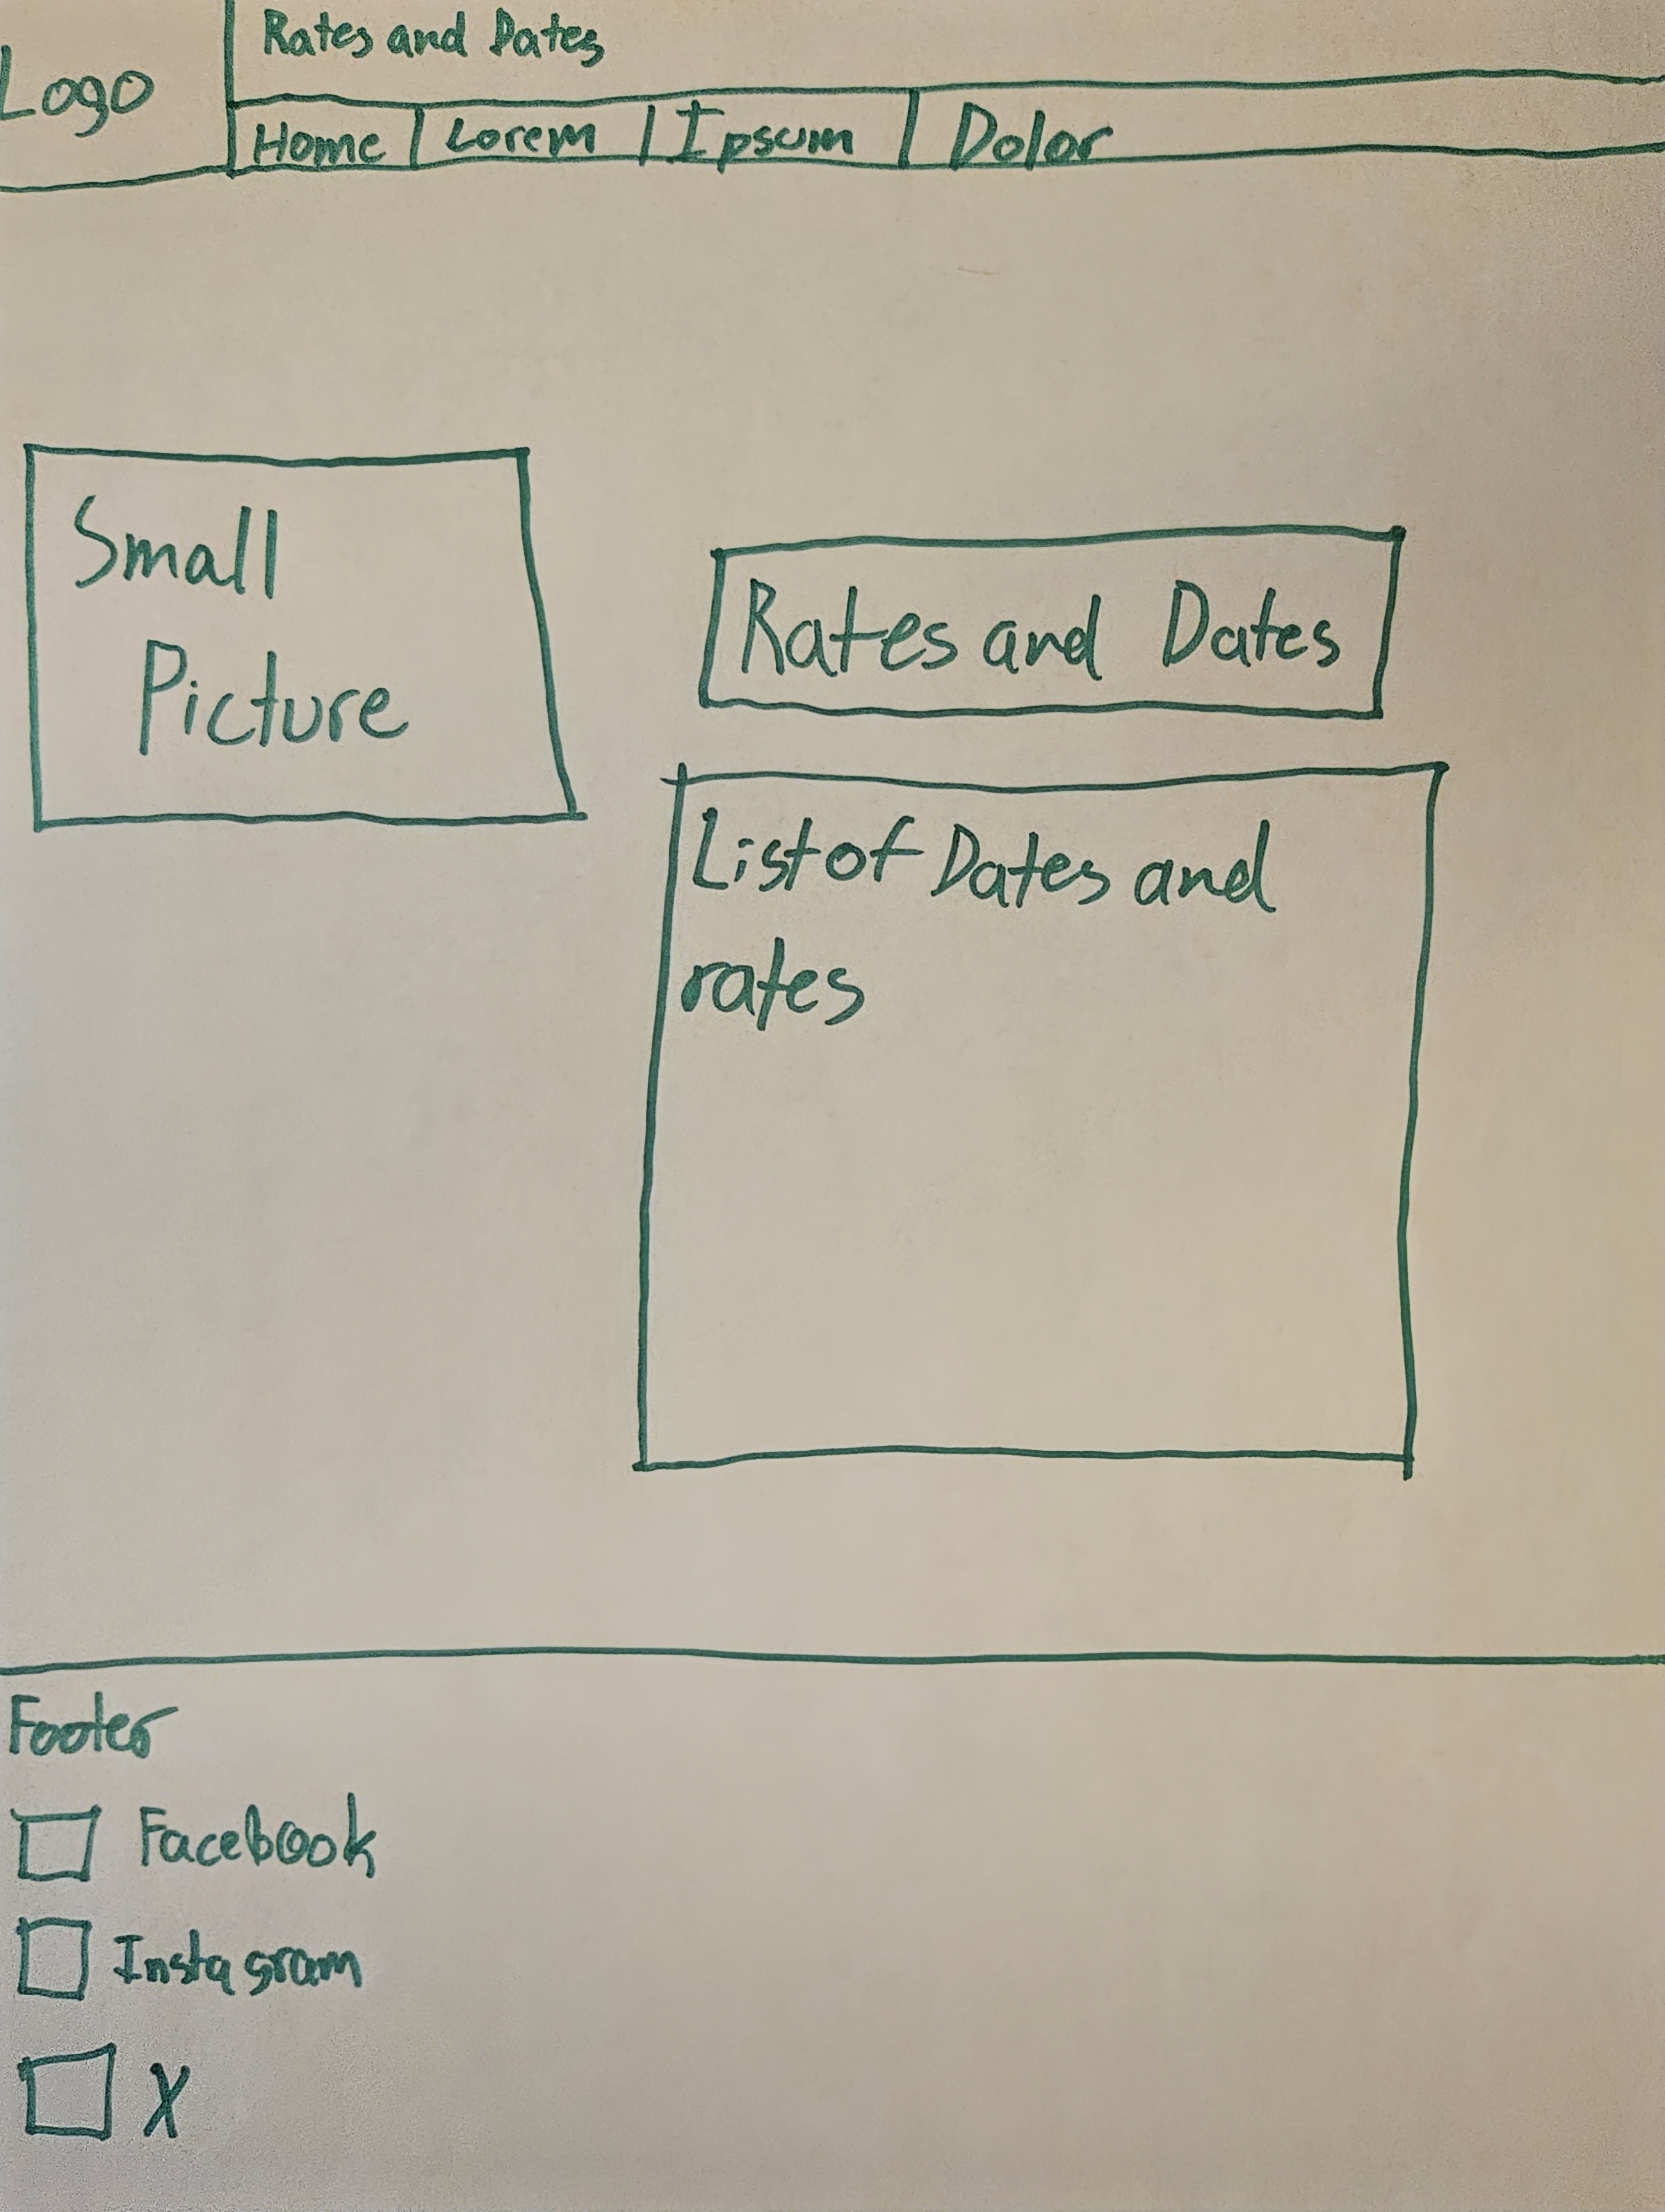 Logo
Rates and Dates
Home | Lorem | Ipsum | Dolor
Small
Picture
Rates and Dates
List of Dates and
rates
Footer
Facebook
Instagram
X